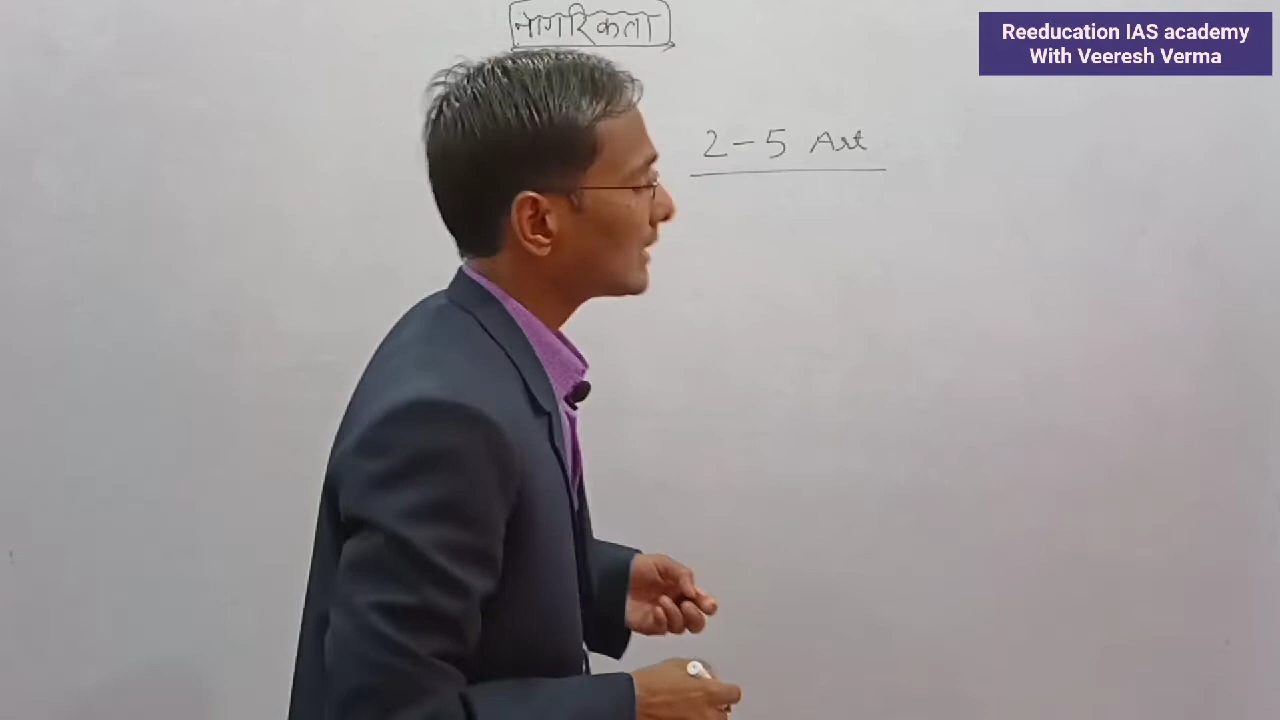 नागरिकता
Reeducation IAS academy
With Veeresh Verma
2-5 Art